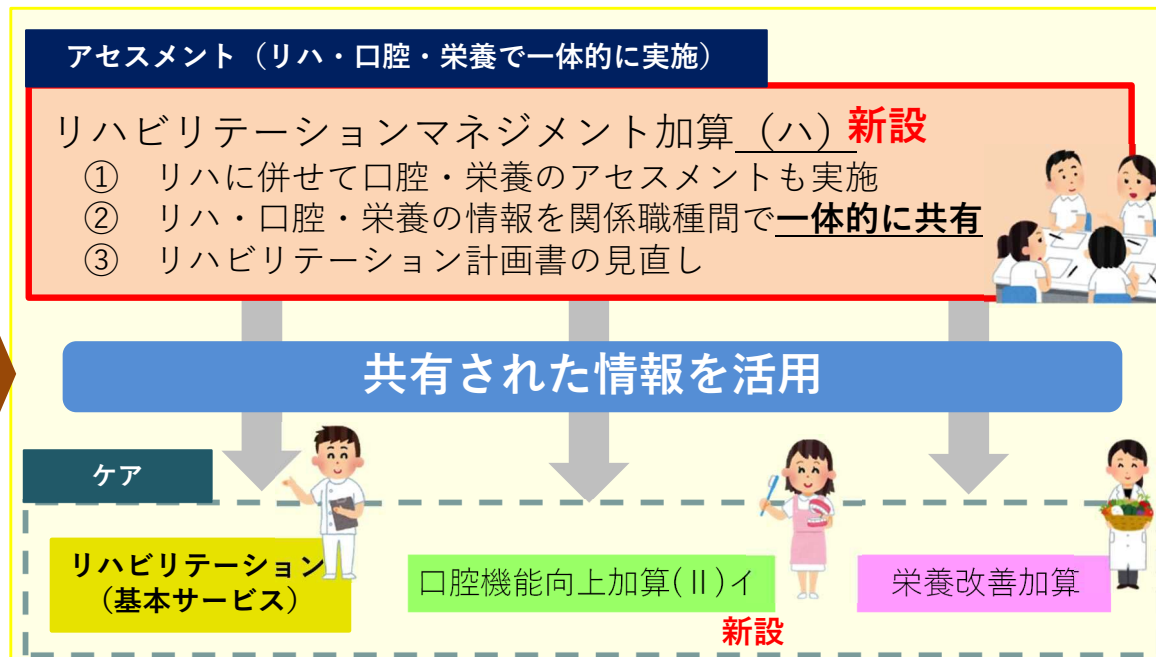 アセスメント（リハ・口腔・栄養で一体的に実施）
リハビリテーションマネジメント加算（ハ）新設
① リハに併せて口腔・栄養のアセスメントも実施
② リハ・口腔・栄養の情報を関係職種間で一体的に共有
③ リハビリテーション計画書の見直し
共有された情報を活用
ケア
リハビリテーション
（基本サービス）
口腔機能向上加算(Ⅱ)イ
新設
栄養改善加算